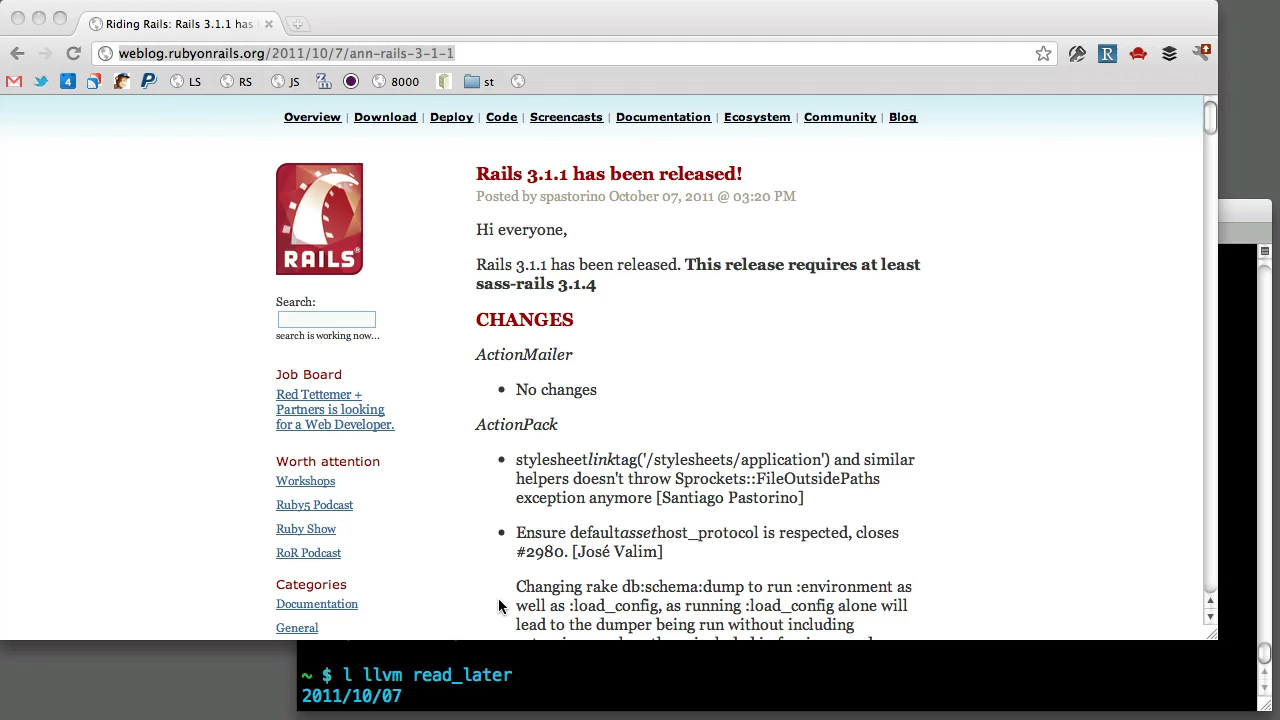 Riding Rails: Rails 3.1.1 has
weblog.rubyonrails.org/2011/10/7/ann-rails-3-1-1
R
4
LS
RS
JS
8000
st
Overview | Download | Deploy | Code | Screencasts | Documentation | Ecosystem | Community | Blog
RAILS®
Search:
search is working now...
Job Board
Red Tettemer +
Partners is looking
for a Web Developer.
Worth attention
Workshops
Ruby5 Podcast
Ruby Show
RoR Podcast
Categories
Documentation
General
Rails 3.1.1 has been released!
Posted by spastorino October 07, 2011 @ 03:20 PM
Hi everyone,
Rails 3.1.1 has been released. This release requires at least
sass-rails 3.1.4
CHANGES
ActionMailer
• No changes
ActionPack
• stylesheetlinktag('/stylesheets/application') and similar
helpers doesn't throw Sprockets::FileOutsidePaths
exception anymore [Santiago Pastorino]
• Ensure defaultassethost_protocol is respected, closes
#2980. [José Valim]
Changing rake db:schema:dump to run :environment as
well as :load_config, as running :load_config alone will
lead to the dumper being run without including
~ $ l llvm read_later
2011/10/07